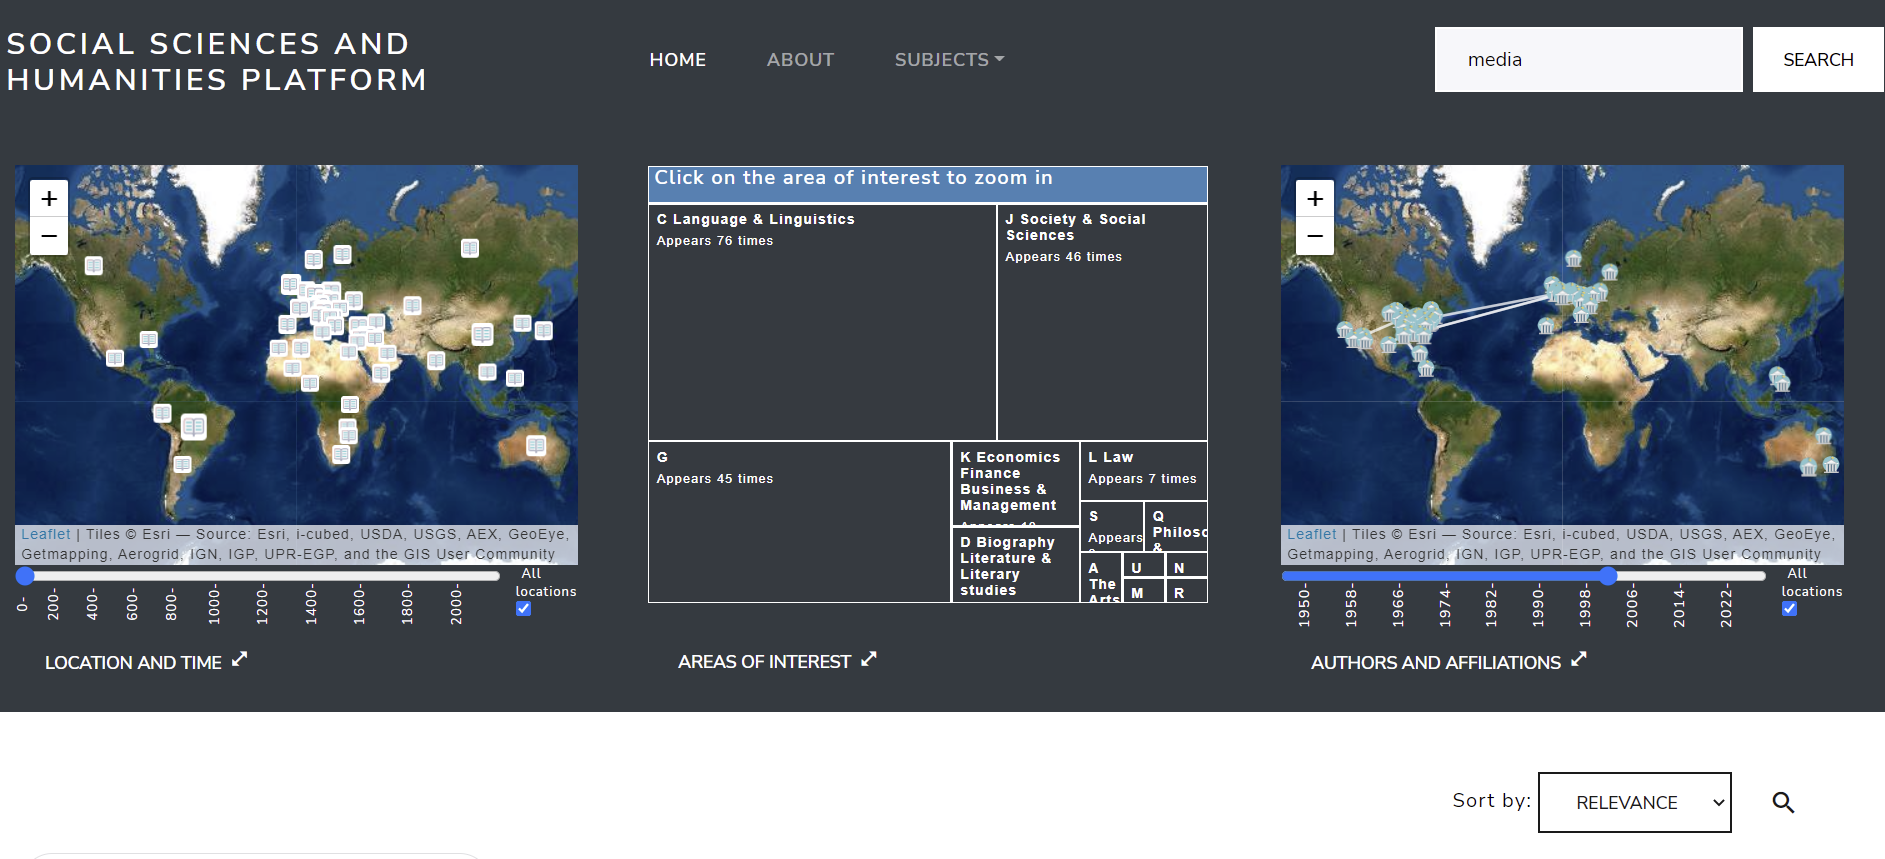 SOCIAL SCIENCES AND
HUMANITIES PLATFORM
HOME
ABOUT
SUBJECTS
media
SEARCH
+
−
Leaflet | Tiles © Esri — Source: Esri, i-cubed, USDA, USGS, AEX, GeoEye,
Getmapping, Aerogrid, IGN, IGP, UPR-EGP, and the GIS User Community
0-
200-
400-
600-
800-
1000-
1200-
1400-
1600-
1800-
2000-
All
locations
LOCATION AND TIME
Click on the area of interest to zoom in
C Language & Linguistics
Appears 76 times
J Society & Social
Sciences
Appears 46 times
G
Appears 45 times
K Economics
Finance
Business &
Management
D Biography
Literature &
Literary
studies
L Law
Appears 7 times
S
Appears
Q
&
A
The
Arts
U
N
M
R
AREAS OF INTEREST
+
−
Leaflet | Tiles © Esri — Source: Esri, i-cubed, USDA, USGS, AEX, GeoEye,
Getmapping, Aerogrid, IGN, IGP, UPR-EGP, and the GIS User Community
1950-
1958-
1966-
1974-
1982-
1990-
1998-
2006-
2014-
2022-
All
locations
AUTHORS AND AFFILIATIONS
Sort by:
RELEVANCE